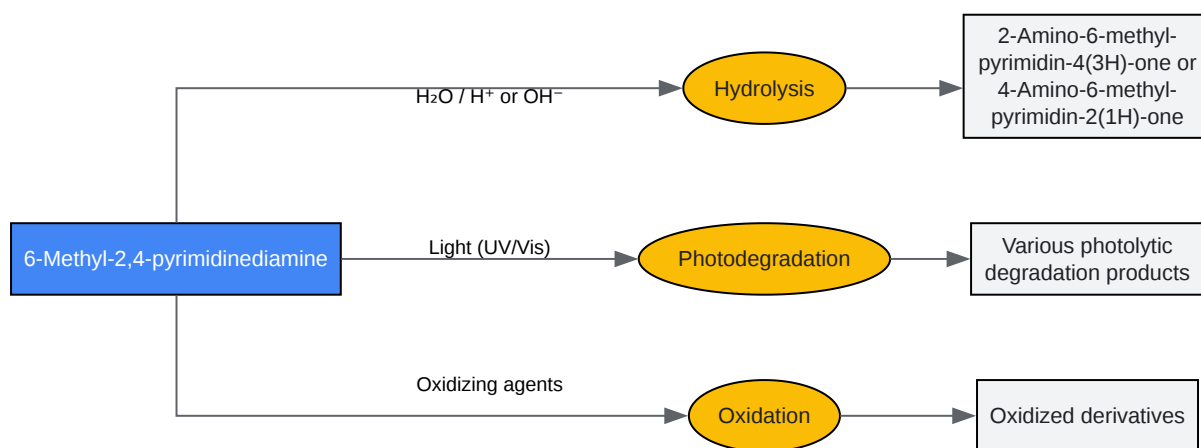 H₂O / H⁺ or OH⁻
Hydrolysis
2-Amino-6-methyl-
pyrimidin-4(3H)-one or
4-Amino-6-methyl-
pyrimidin-2(1H)-one
6-Methyl-2,4-pyrimidinediamine
Light (UV/Vis)
Photodegradation
Various photolytic
degradation products
Oxidizing agents
Oxidation
Oxidized derivatives